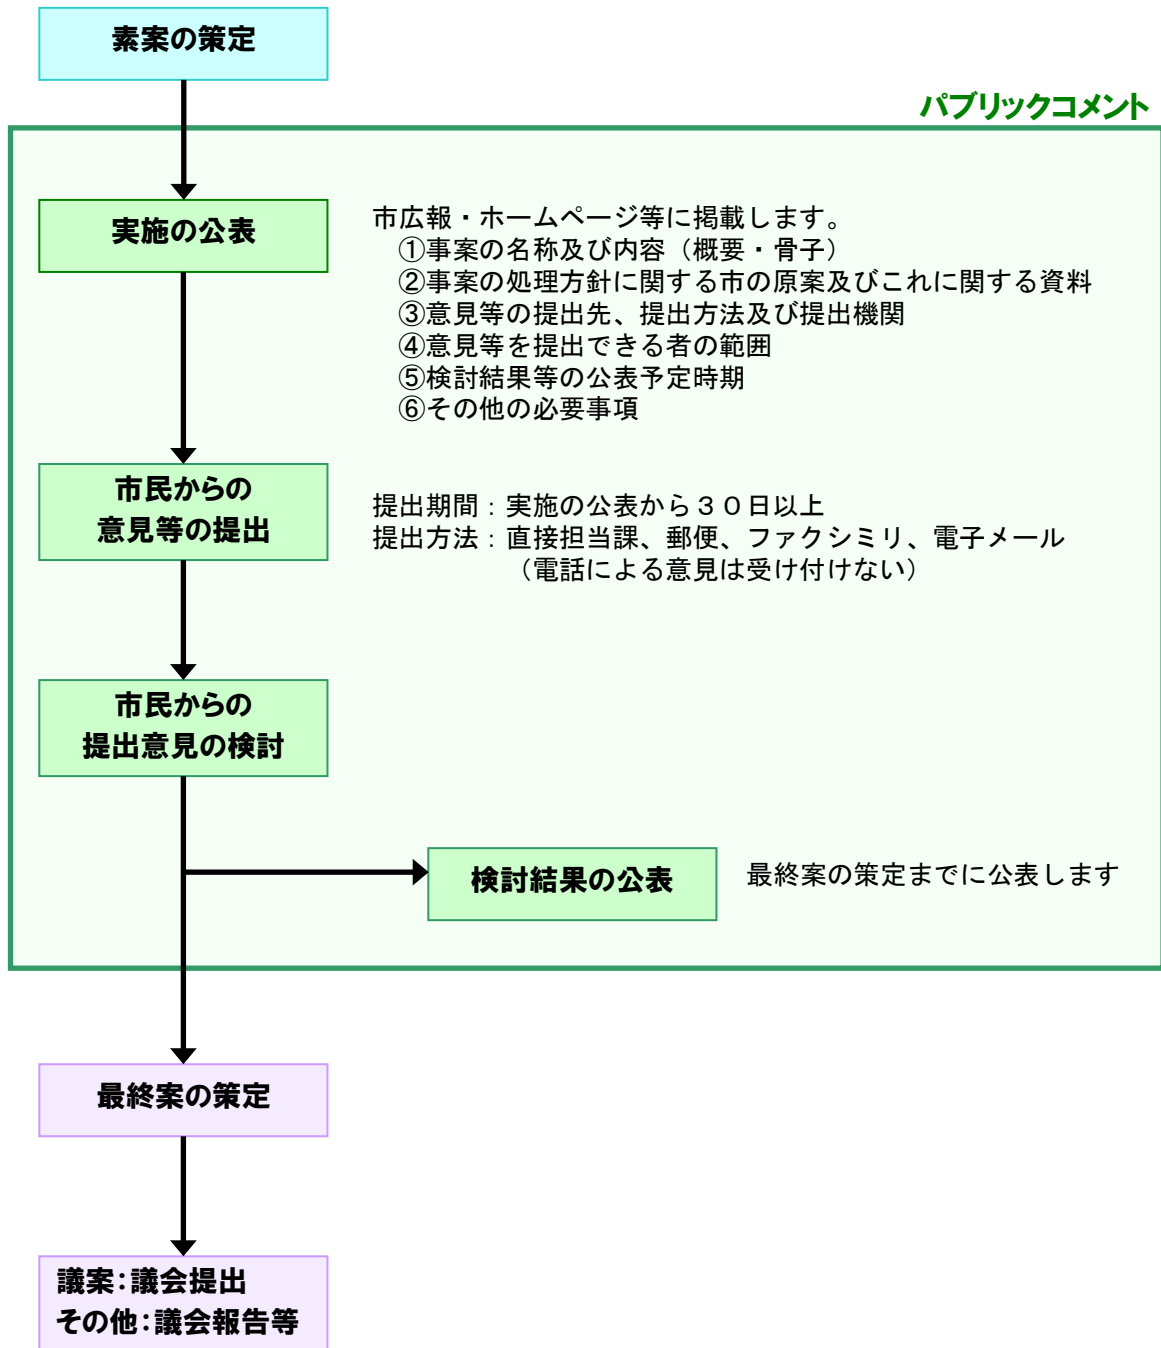 素案の策定
パブリックコメント
実施の公表
市広報・ホームページ等に掲載します。
①事案の名称及び内容（概要・骨子）
②事案の処理方針に関する市の原案及びこれに関する資料
③意見等の提出先、提出方法及び提出機関
④意見等を提出できる者の範囲
⑤検討結果等の公表予定時期
⑥その他の必要事項
市民からの
意見等の提出
提出期間：実施の公表から３０日以上
提出方法：直接担当課、郵便、ファクシミリ、電子メール
（電話による意見は受け付けない）
市民からの
提出意見の検討
検討結果の公表
最終案の策定までに公表します
最終案の策定
議案：議会提出
その他：議会報告等